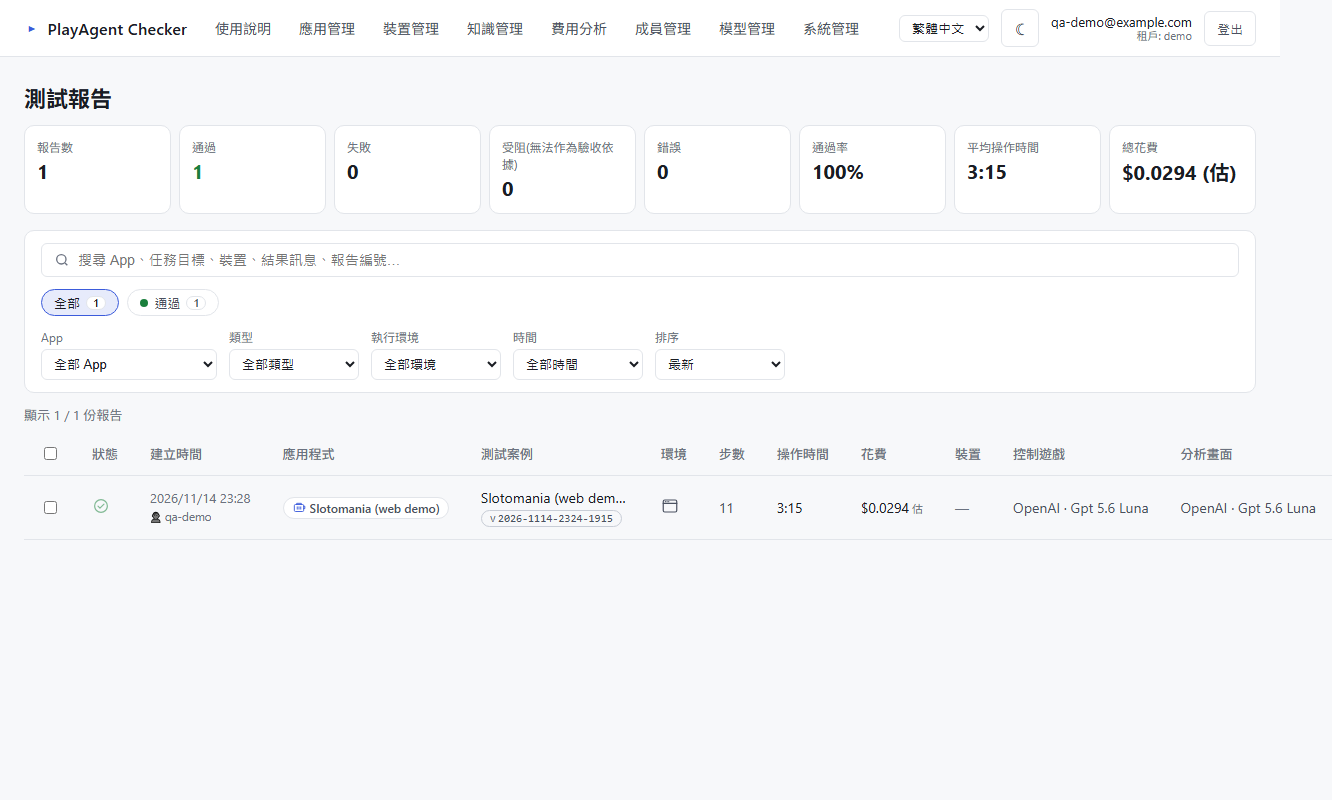 PlayAgent Checker 使用說明 應用管理 裝置管理 知識管理 費用分析 成員管理 模型管理 系統管理 繁體中文 qa-demo@example.com 登出
租戶: demo
測試報告
報告數 通過 失敗 受阻(無法作為驗收依據) 錯誤 通過率 平均操作時間 總花費
1 1 0 0 0 100% 3:15 $0.0294 (估)
搜尋 App、任務目標、裝置、結果訊息、報告編號…
全部 1 通過 1
App 類型 執行環境 時間 排序
全部 App 全部類型 全部環境 全部時間 最新
顯示 1 / 1 份報告
狀態 建立時間 應用程式 測試案例 環境 步數 操作時間 花費 裝置 控制遊戲 分析畫面
2026/11/14 23:28 Slotomania (web demo) Slotomania (web dem... 11 3:15 $0.0294 估 — OpenAI · Gpt 5.6 Luna OpenAI · Gpt 5.6 Luna
qa-demo v 2026-1114-2324-1915